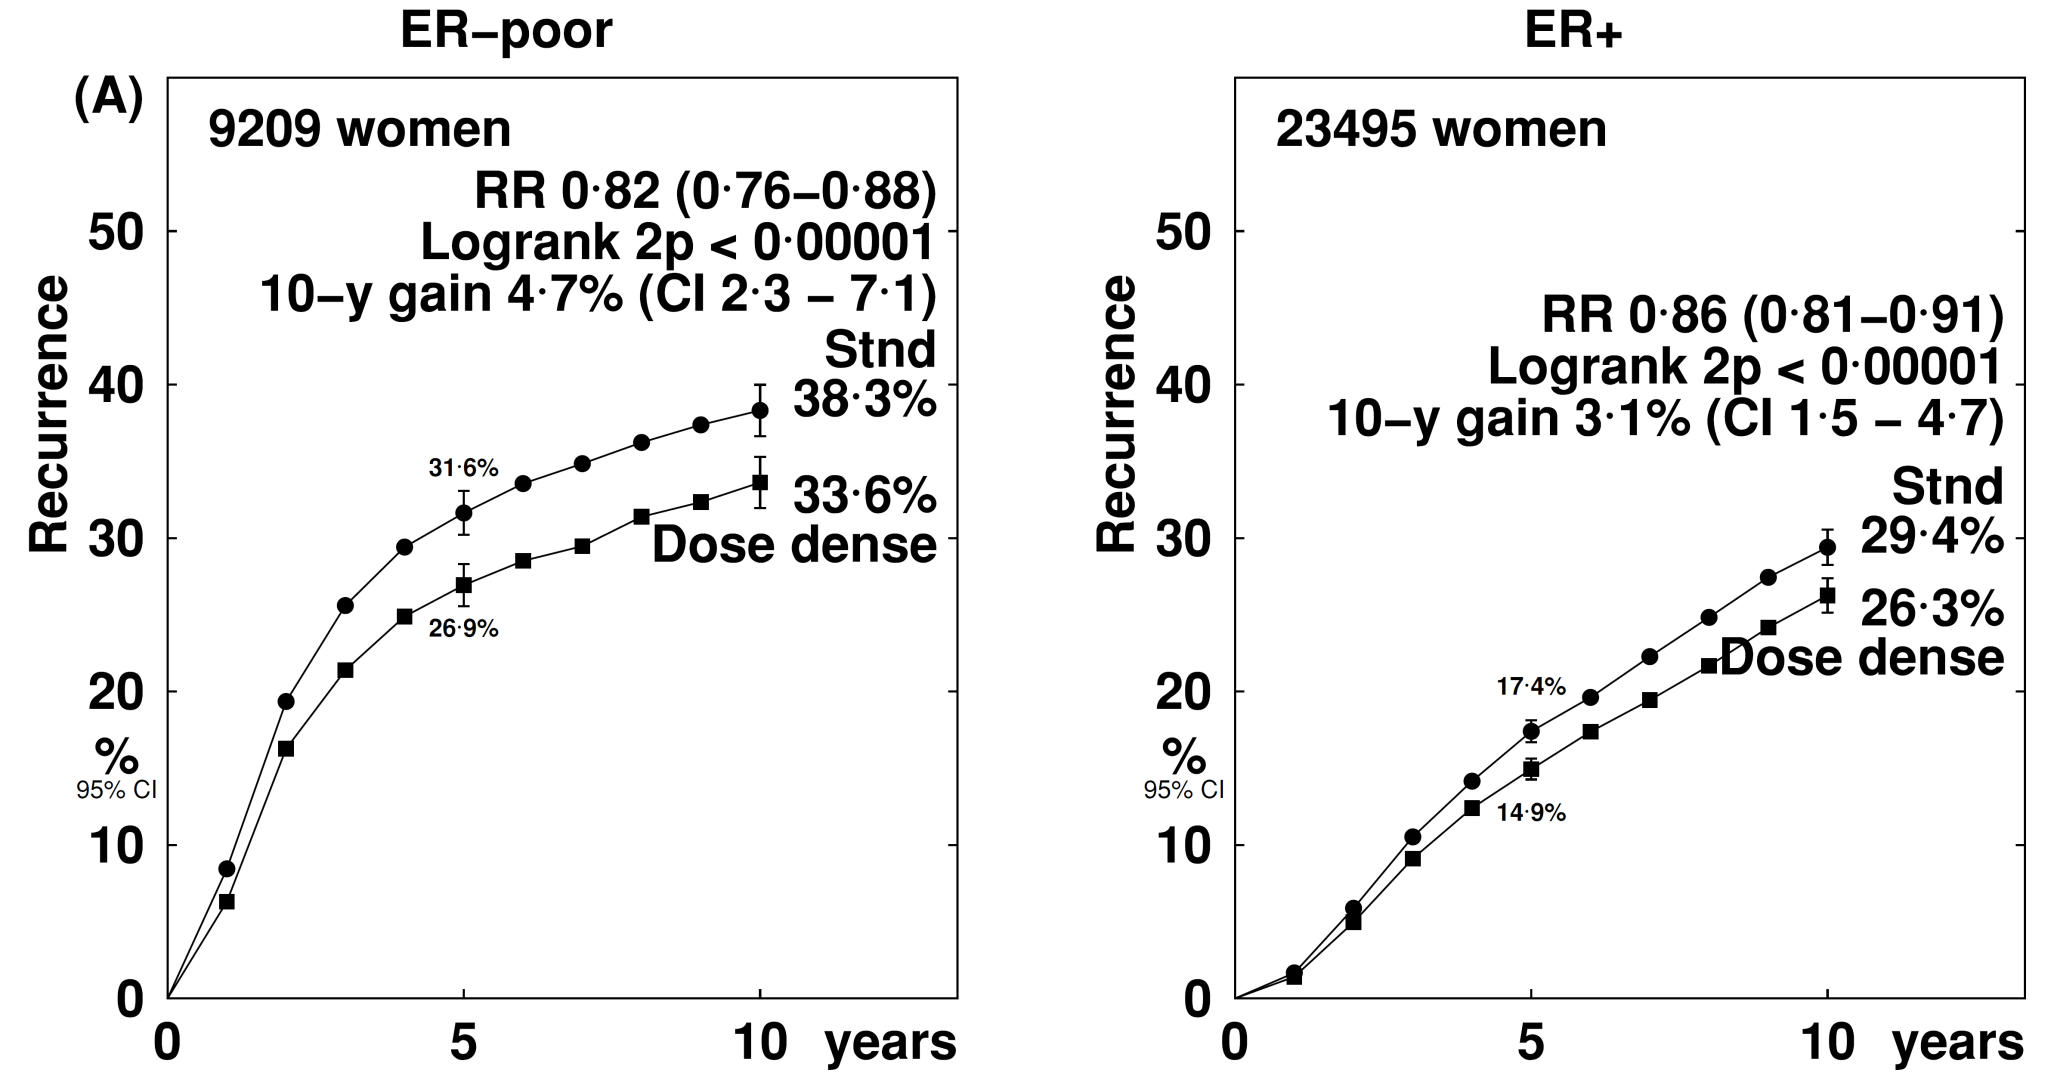 ER–poor
(A)
9209 women
RR 0·82 (0·76–0·88)
Logrank 2p < 0·00001
10–y gain 4·7% (CI 2·3 – 7·1)
Stnd
38·3%
31·6%
33·6%
Dose dense
26·9%
Recurrence
50
40
30
20
%
95% CI
10
0
0 5 10 years
ER+
23495 women
RR 0·86 (0·81–0·91)
Logrank 2p < 0·00001
10–y gain 3·1% (CI 1·5 – 4·7)
Stnd
29·4%
26·3%
Dose dense
17·4%
14·9%
Recurrence
50
40
30
20
%
95% CI
10
0
0 5 10 years